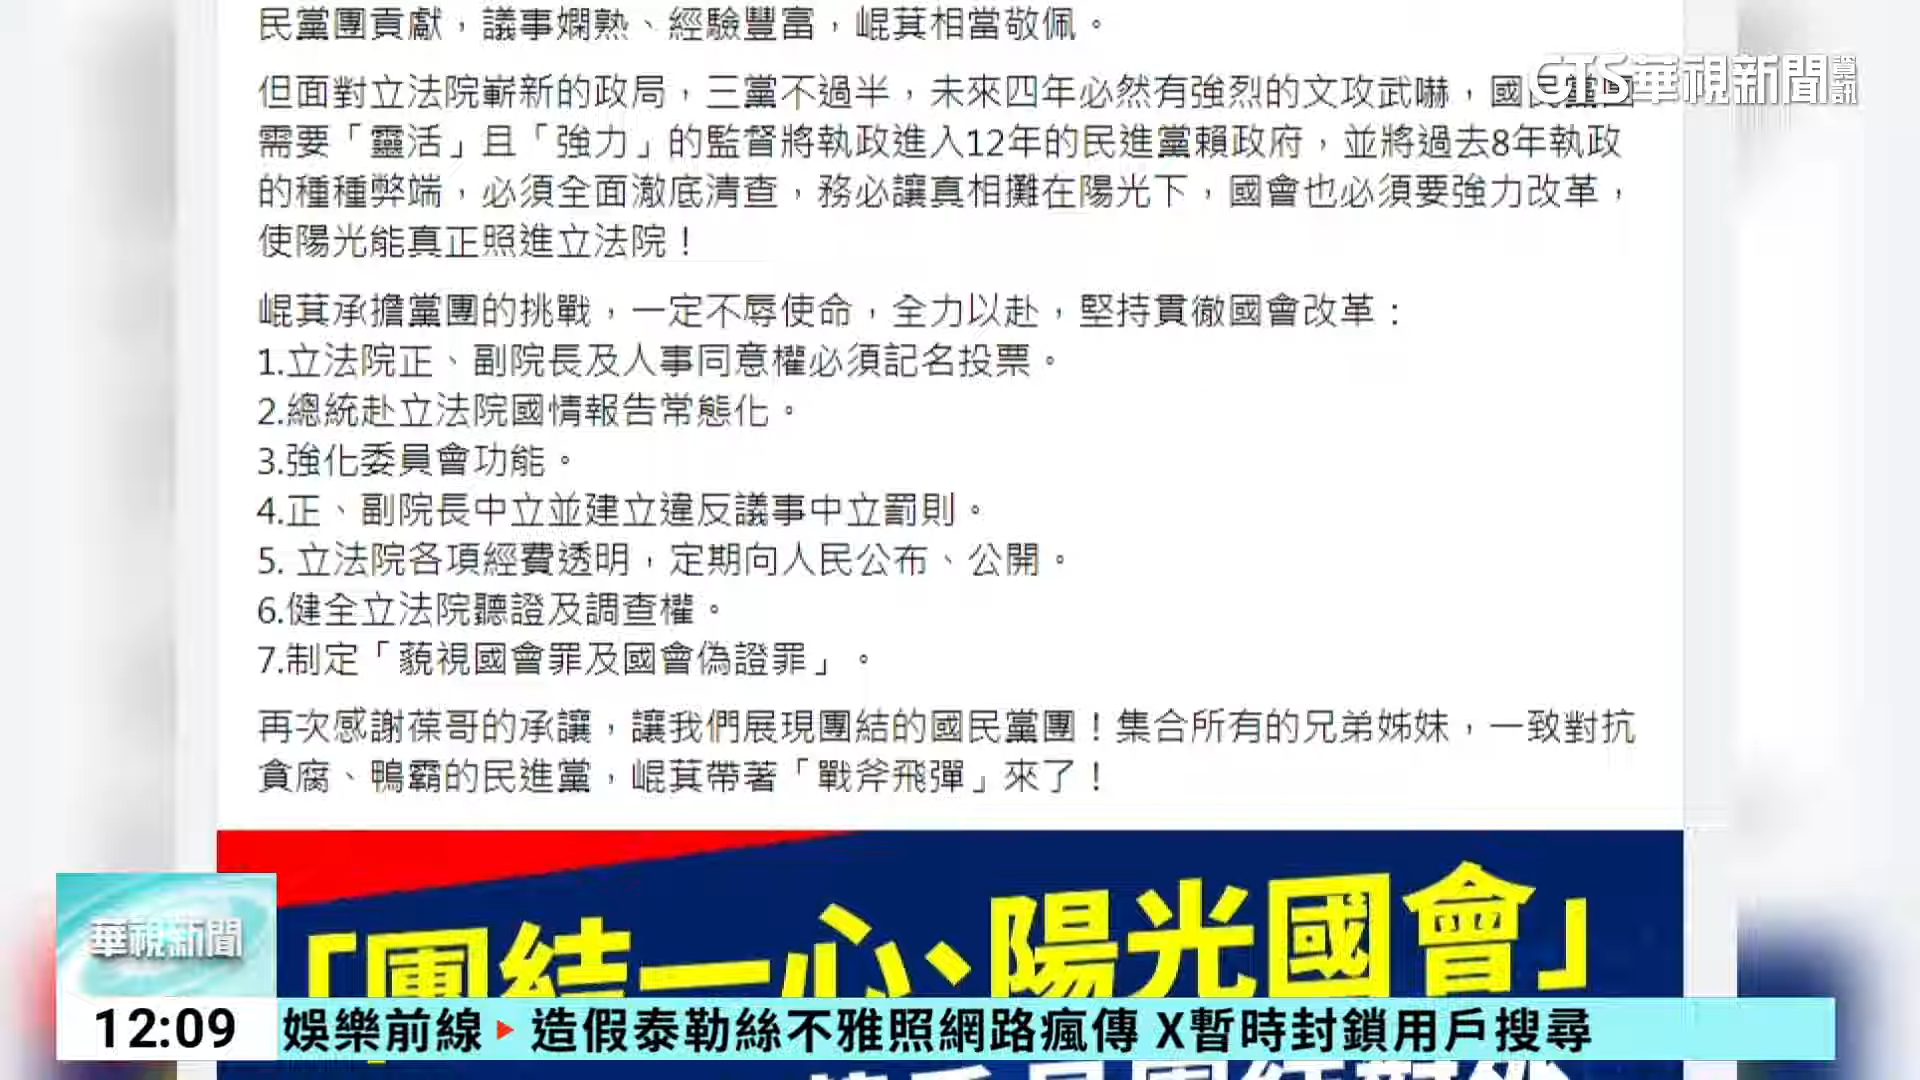 民黨團貢獻，議事嫻熟、經驗豐富，崐萁相當敬佩。
但面對立法院嶄新的政局，三黨不過半，未來四年必然有強烈的文攻武嚇，國民黨團
需要「靈活」且「強力」的監督將執政進入12年的民進黨賴政府，並將過去8年執政
的種種弊端，必須全面澈底清查，務必讓真相攤在陽光下，國會也必須要強力改革，
使陽光能真正照進立法院！
崐萁承擔黨團的挑戰，一定不辱使命，全力以赴，堅持貫徹國會改革：
1.立法院正、副院長及人事同意權必須記名投票。
2.總統赴立法院國情報告常態化。
3.強化委員會功能。
4.正、副院長中立並建立違反議事中立罰則。
5. 立法院各項經費透明，定期向人民公布、公開。
6.健全立法院聽證及調查權。
7.制定「藐視國會罪及國會偽證罪」。
再次感謝葆哥的承讓，讓我們展現團結的國民黨團！集合所有的兄弟姊妹，一致對抗
貪腐、鴨霸的民進黨，崐萁帶著「戰斧飛彈」來了！
CTS華視新聞資訊
「團結一心、陽光國會」
華視新聞
12:09 娛樂前線 造假泰勒絲不雅照網路瘋傳 X暫時封鎖用戶搜尋